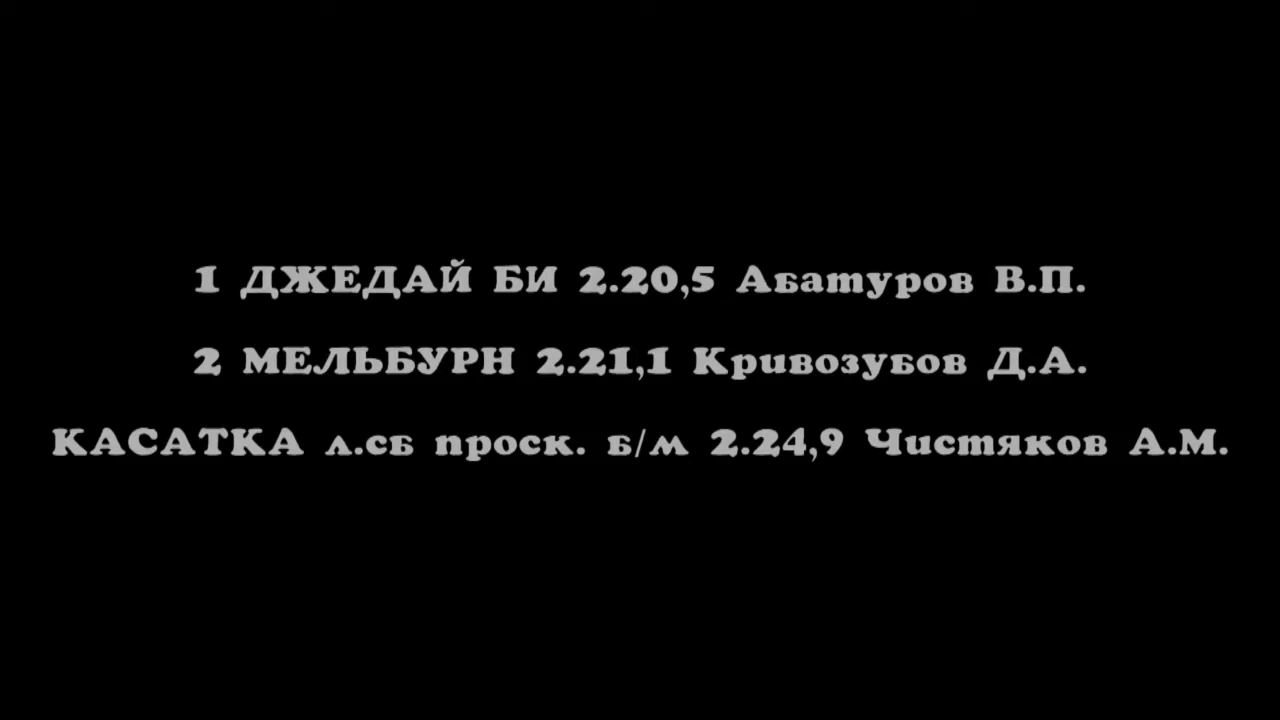 1 ДЖЕДАЙ БИ 2.20,5 Абатуров В.П.
2 МЕЛЬБУРН 2.21,1 Кривозубов Д.А.
КАСАТКА л.сб проск. б/м 2.24,9 Чистяков А.М.